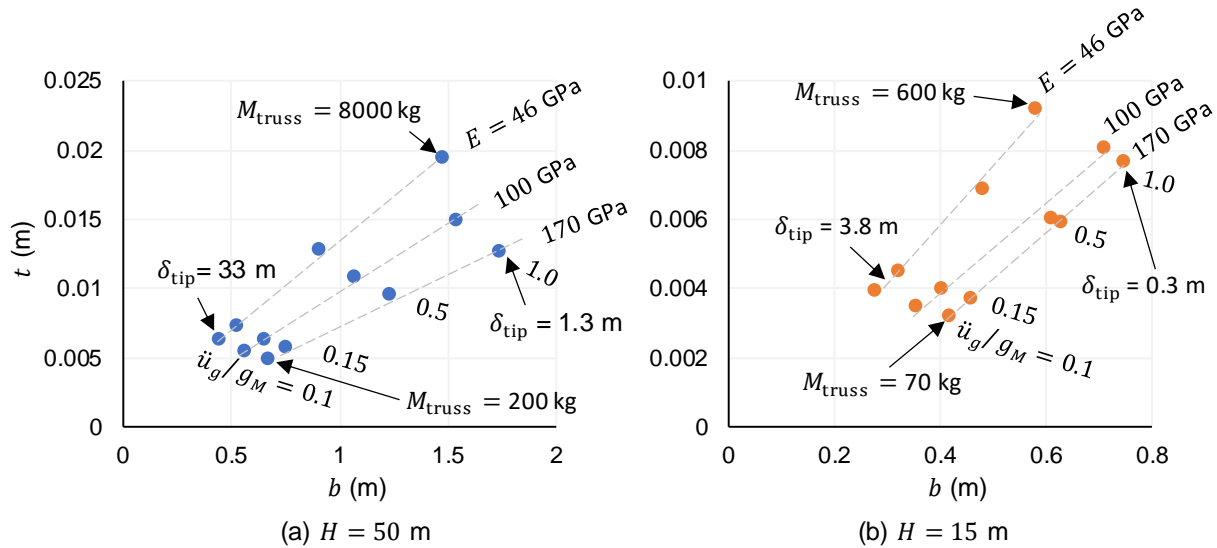 0.025
0.02
0.015
0.01
0.005
0
t (m)
0
0.5
1
1.5
2
b (m)
M_truss = 8000 kg
E = 46 GPa
100 GPa
170 GPa
δ_tip = 33 m
1.0
0.5
δ_tip = 1.3 m
0.15
ü_g/g_M = 0.1
M_truss = 200 kg
(a) H = 50 m
0.01
0.008
0.006
0.004
0.002
0
0
0.2
0.4
0.6
0.8
b (m)
E = 46 GPa
M_truss = 600 kg
100 GPa
170 GPa
1.0
δ_tip = 3.8 m
0.5
δ_tip = 0.3 m
0.15
ü_g/g_M = 0.1
M_truss = 70 kg
(b) H = 15 m